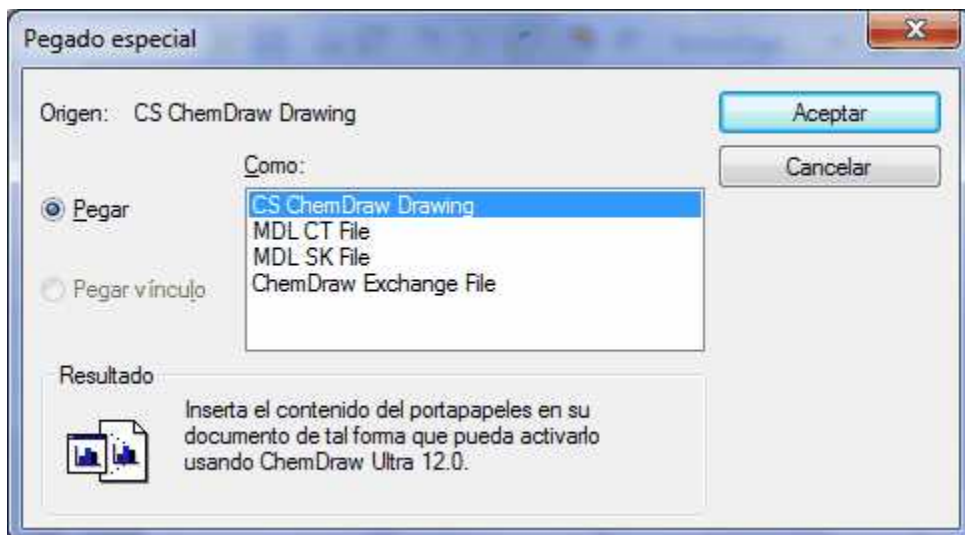 Pegado especial
Origen: CS ChemDraw Drawing
Aceptar
Cancelar
Como:
Pegar
CS ChemDraw Drawing
MDL CT File
MDL SK File
ChemDraw Exchange File
Pegar vínculo
Resultado
Inserta el contenido del portapapeles en su
documento de tal forma que pueda activarlo
usando ChemDraw Ultra 12.0.